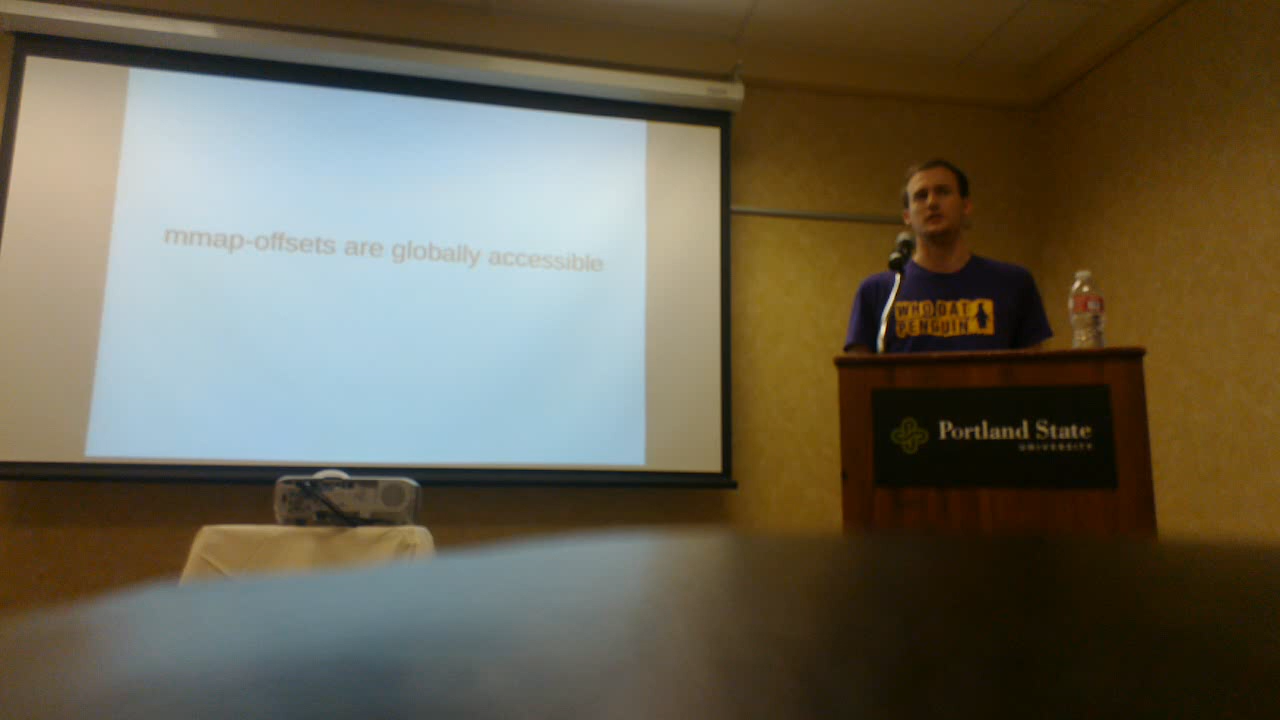 mmap-offsets are globally accessible
WHO DAT
PENGUIN
Portland State
UNIVERSITY